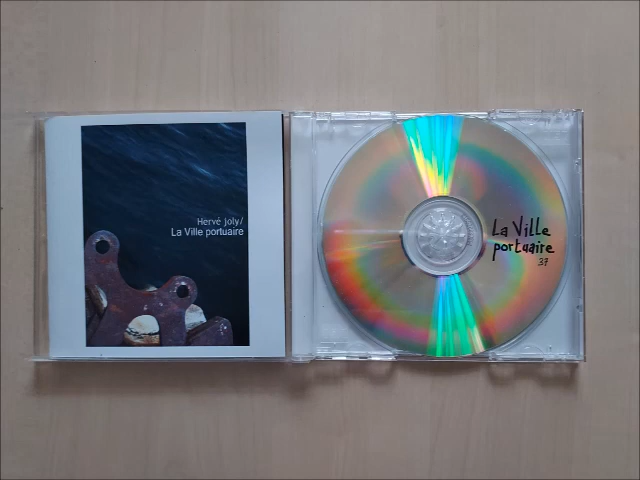 Hervé joly/
La Ville portuaire
La Ville
portuaire
37